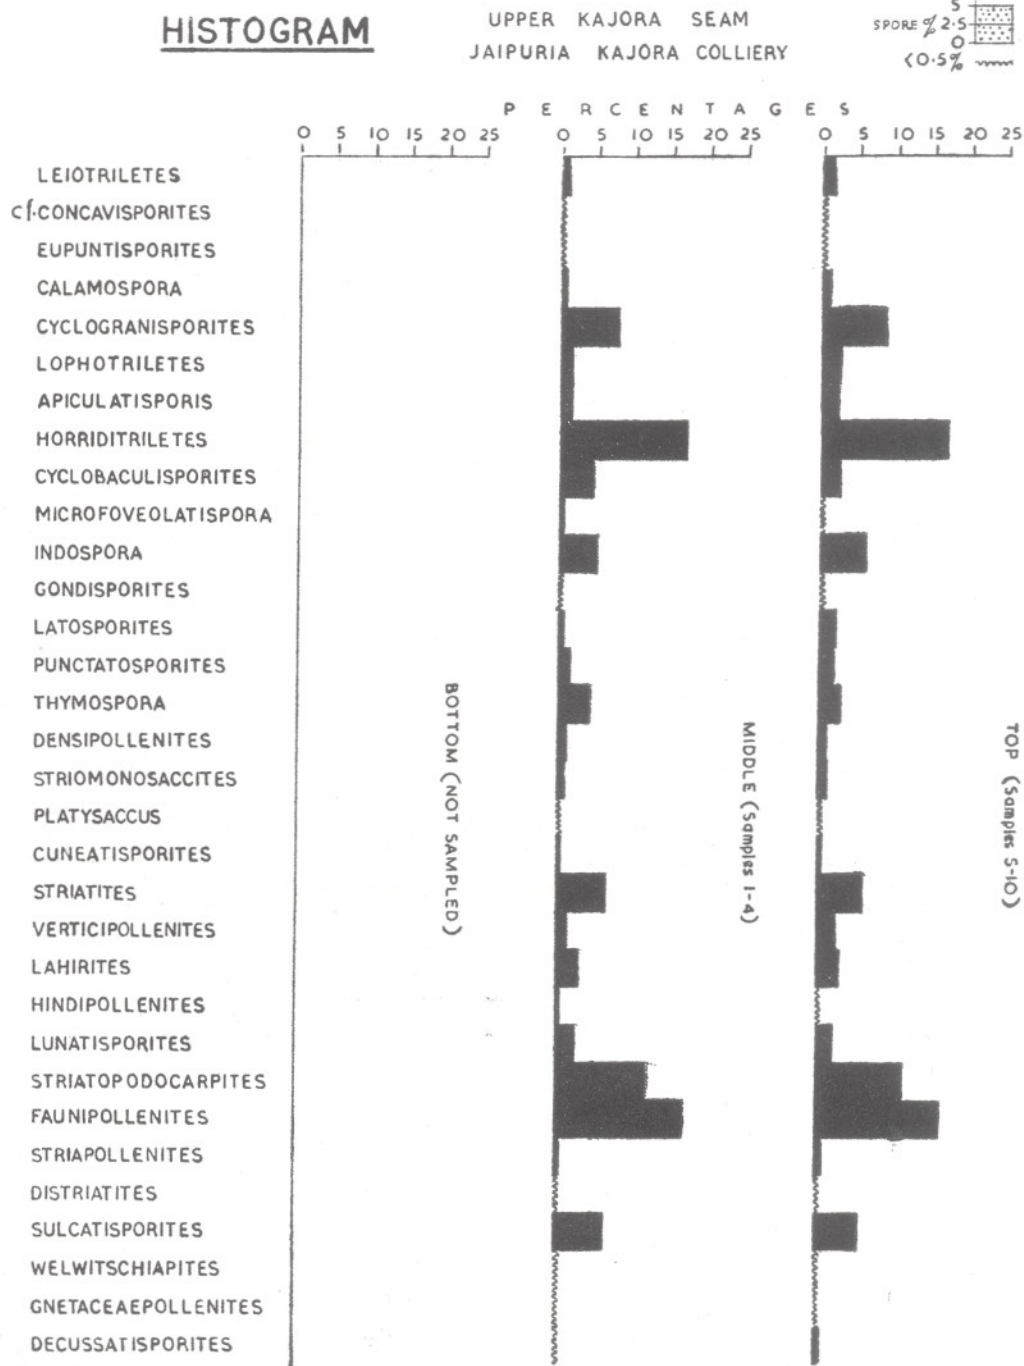 HISTOGRAM
UPPER KAJORA SEAM
JAIPURIA KAJORA COLLIERY
5
SPORE % 2.5
0
<0.5%
PERCENTAGES
0 5 10 15 20 25 0 5 10 15 20 25 0 5 10 15 20 25
LEIOTRILETES
cf.CONCAVISPORITES
EUPUNTISPORITES
CALAMOSPORA
CYCLOGRANISPORITES
LOPHOTRILETES
APICULATISPORIS
HORRIDITRILETES
CYCLOBACULISPORITES
MICROFOVEOLATISPORA
INDOSPORA
GONDISPORITES
LATOSPORITES
PUNCTATOSPORITES
THYMOSPORA
DENSIPOLLENITES
STRIOMONOSACCITES
PLATYSACCUS
CUNEATISPORITES
STRIATITES
VERTICIPOLLENITES
LAHIRITES
HINDIPOLLENITES
LUNATISPORITES
STRIATOPODOCARPITES
FAUNIPOLLENITES
STRIAPOLLENITES
DISTRIATITES
SULCATISPORITES
WELWITSCHIAPITES
GNETACEAEPOLLENITES
DECUSSATISPORITES
BOTTOM (NOT SAMPLED)
MIDDLE (Samples 1-4)
TOP (Samples 5-10)